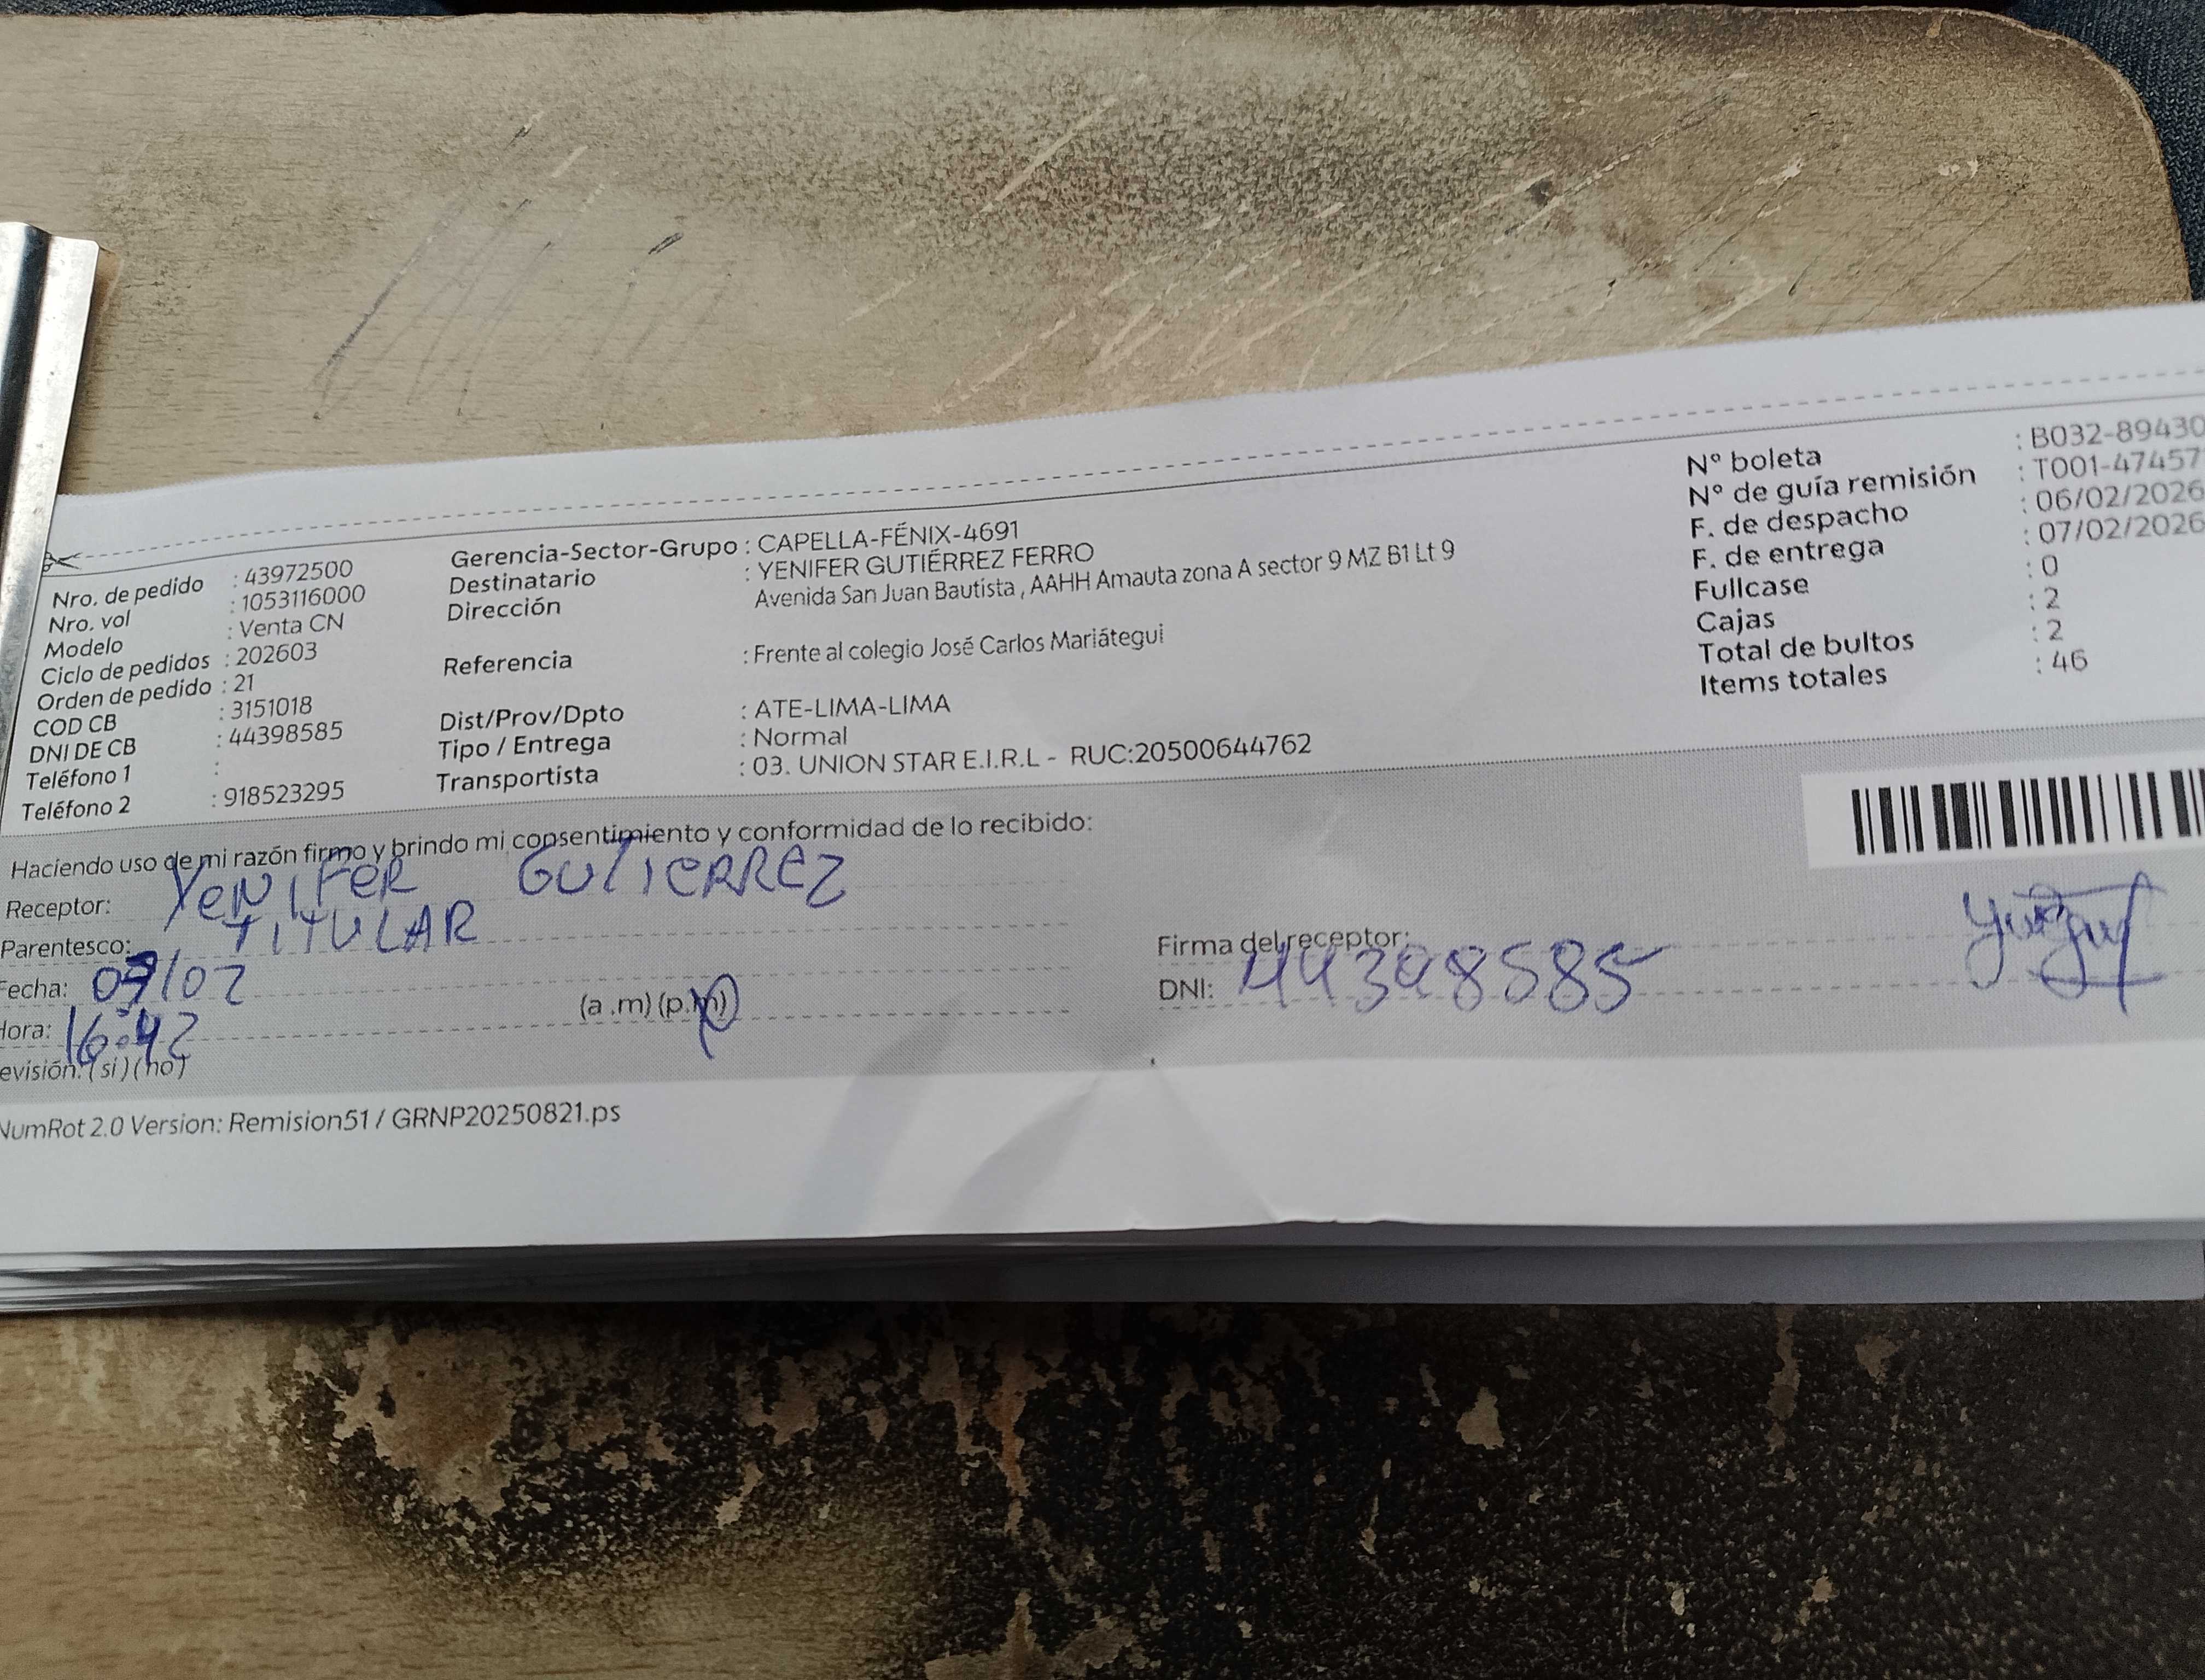 Nro. de pedido : 43972500
Nro. vol : 1053116000
Modelo : Venta CN
Ciclo de pedidos : 202603
Orden de pedido : 21
COD CB : 3151018
DNI DE CB : 44398585
Teléfono 1 :
Teléfono 2 : 918523295
Gerencia-Sector-Grupo : CAPELLA-FÉNIX-4691
Destinatario : YENIFER GUTIÉRREZ FERRO
Dirección Avenida San Juan Bautista , AAHH Amauta zona A sector 9 MZ B1 Lt 9
Referencia : Frente al colegio José Carlos Mariátegui
Dist/Prov/Dpto : ATE-LIMA-LIMA
Tipo / Entrega : Normal
Transportista : 03. UNION STAR E.I.R.L - RUC:20500644762
N° boleta : B032-89430
N° de guía remisión : T001-47457
F. de despacho : 06/02/2026
F. de entrega : 07/02/2026
Fullcase : 0
Cajas : 2
Total de bultos : 2
Items totales : 46
Haciendo uso de mi razón firmo y brindo mi consentimiento y conformidad de lo recibido:
Receptor: YENIFER GUTIERREZ
Parentesco: TITULAR
Fecha: 07/02
Hora: 16:42 (a .m) (p.m)
evisión: (si) (no)
Firma del receptor:
DNI: 44398585
NumRot 2.0 Version: Remision51 / GRNP20250821.ps